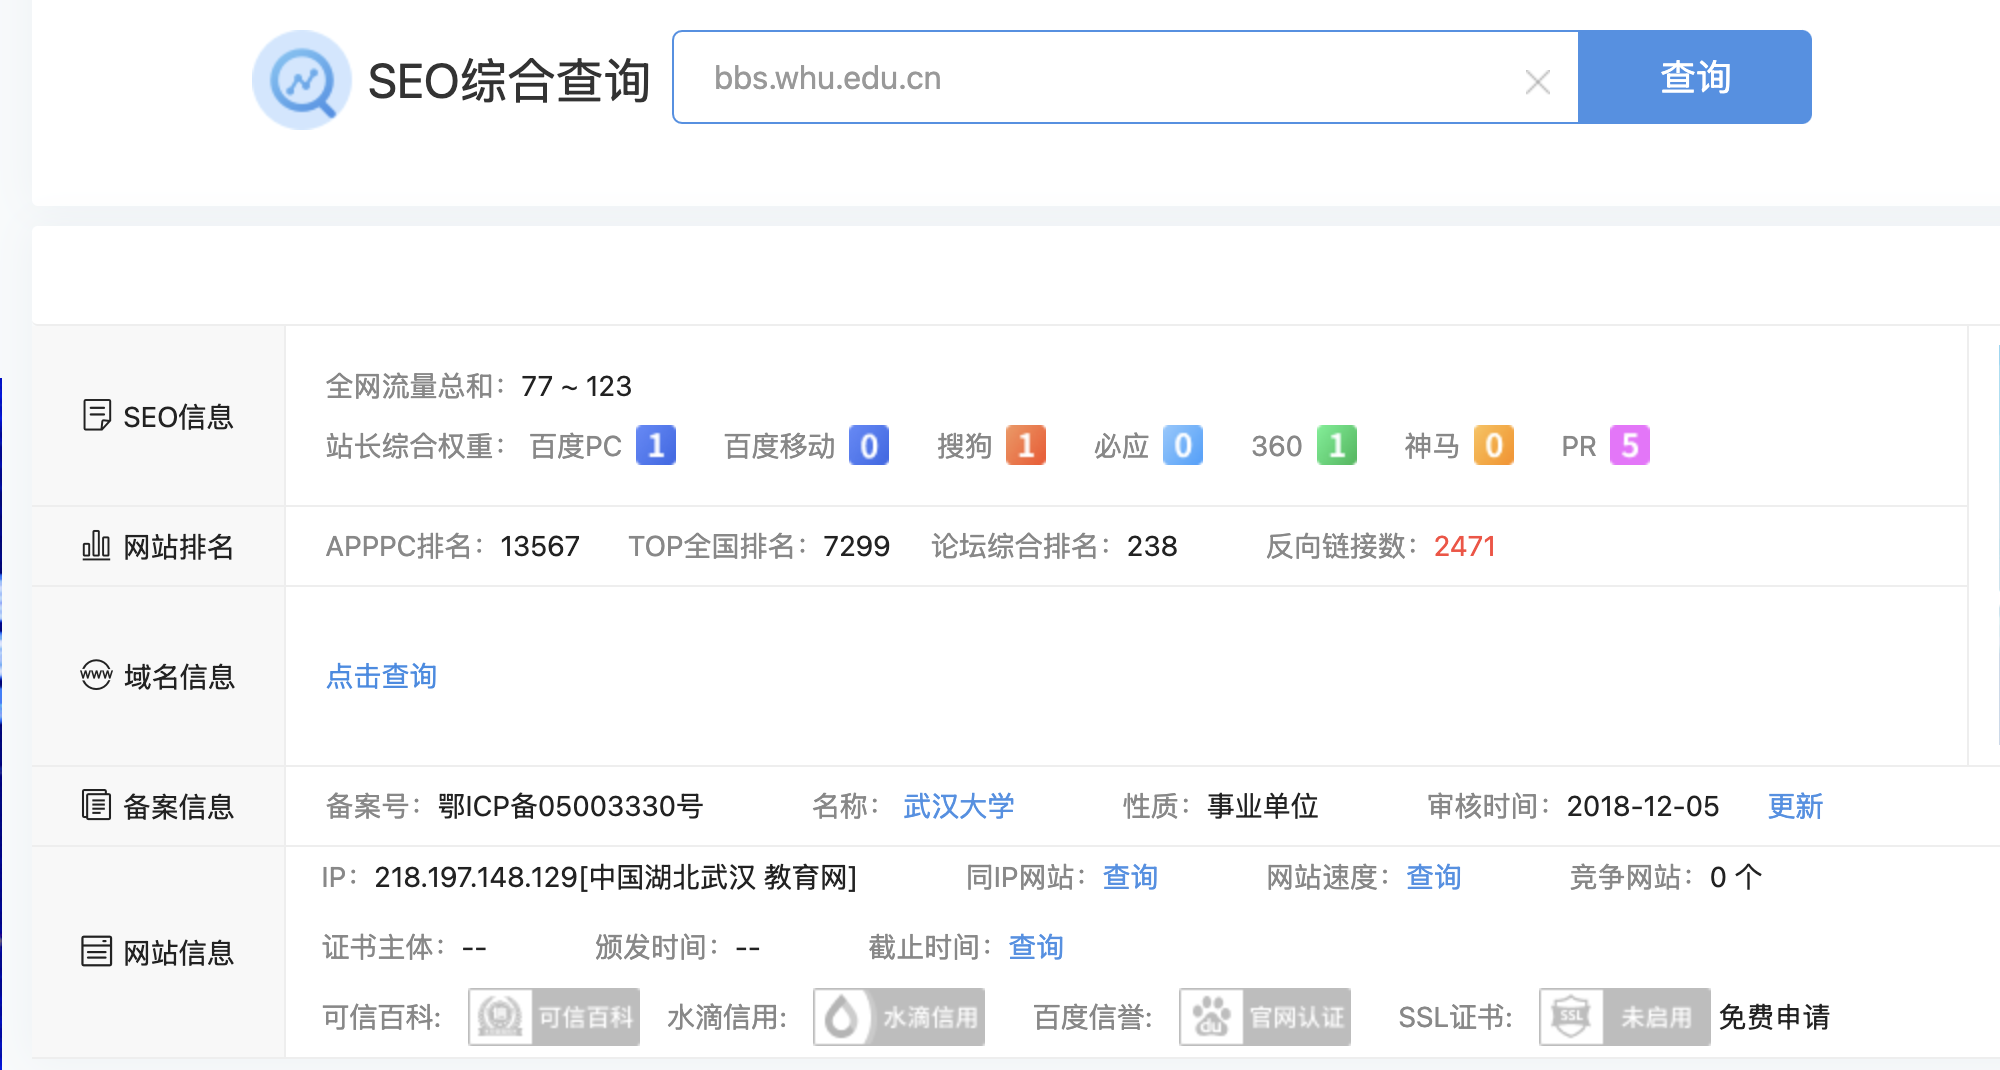 SEO综合查询 bbs.whu.edu.cn 查询
SEO信息
全网流量总和： 77 ~ 123
站长综合权重： 百度PC 1 百度移动 0 搜狗 1 必应 0 360 1 神马 0 PR 5
网站排名 APPPC排名： 13567 TOP全国排名： 7299 论坛综合排名： 238 反向链接数： 2471
www 域名信息 点击查询
备案信息 备案号： 鄂ICP备05003330号 名称： 武汉大学 性质： 事业单位 审核时间： 2018-12-05 更新
网站信息
IP： 218.197.148.129[中国湖北武汉 教育网] 同IP网站： 查询 网站速度： 查询 竞争网站： 0 个
证书主体： -- 颁发时间： -- 截止时间： 查询
可信百科: 可信百科 水滴信用: 水滴信用 百度信誉: du 官网认证 SSL证书: SSL 未启用 免费申请